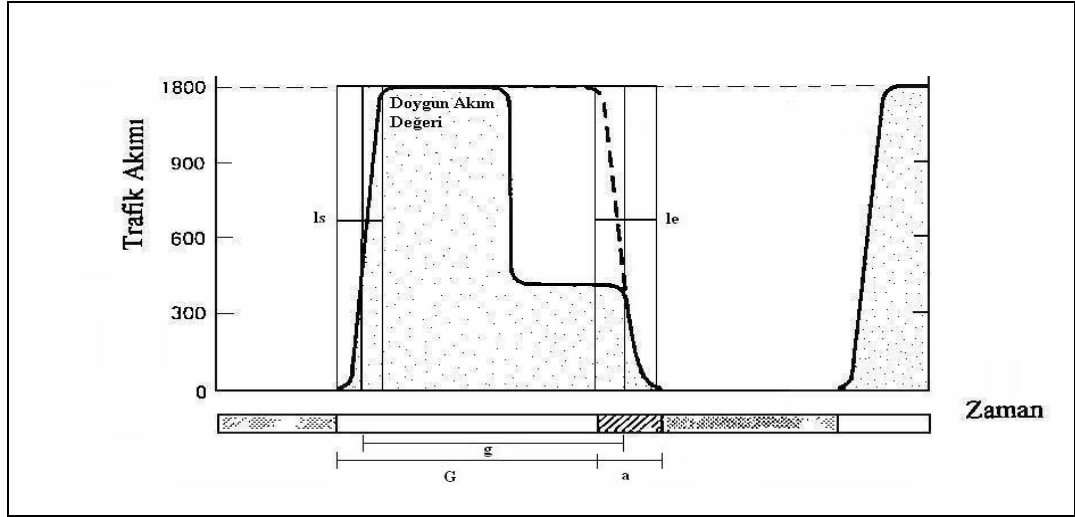 1800
900
600
300
0
Trafik Akımı
Doygun Akım
Değeri
ls
le
Zaman
g
G
a